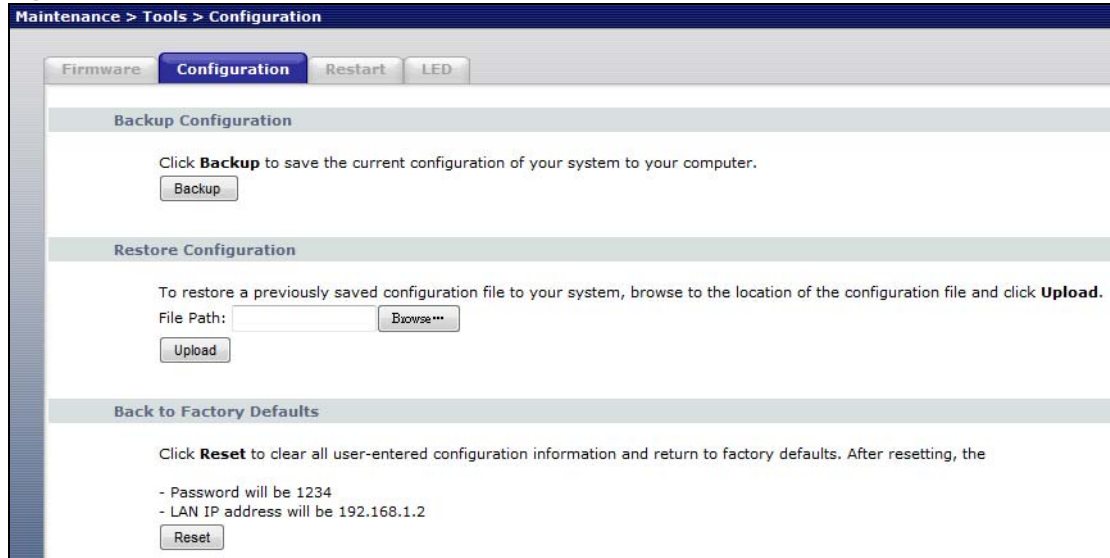 Maintenance > Tools > Configuration
Firmware Configuration Restart LED
Backup Configuration
Click Backup to save the current configuration of your system to your computer.
Backup
Restore Configuration
To restore a previously saved configuration file to your system, browse to the location of the configuration file and click Upload.
File Path: Browse...
Upload
Back to Factory Defaults
Click Reset to clear all user-entered configuration information and return to factory defaults. After resetting, the
- Password will be 1234
- LAN IP address will be 192.168.1.2
Reset